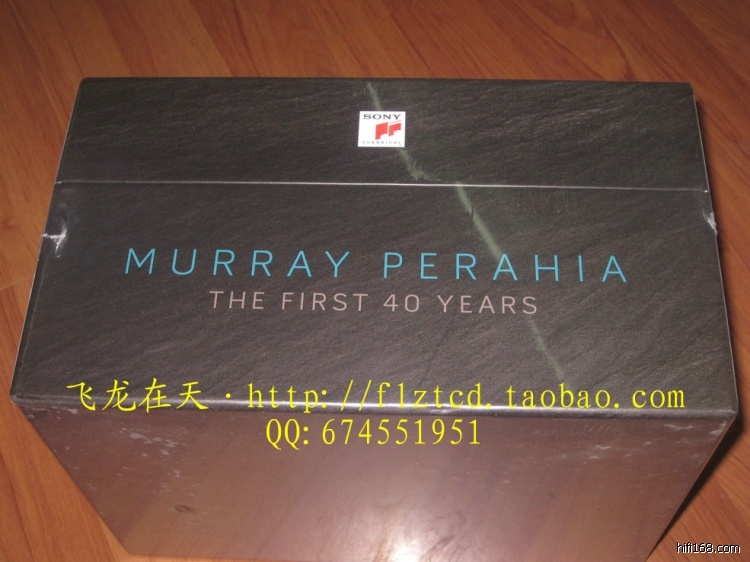 SONY
CLASSICAL
MURRAY PERAHIA
THE FIRST 40 YEARS
飞龙在天·http://flztcd.taobao.com
QQ:674551951
hifi168.com